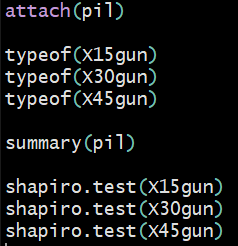 attach(pil)
typeof(X15gun)
typeof(X30gun)
typeof(X45gun)
summary(pil)
shapiro.test(X15gun)
shapiro.test(X30gun)
shapiro.test(X45gun)